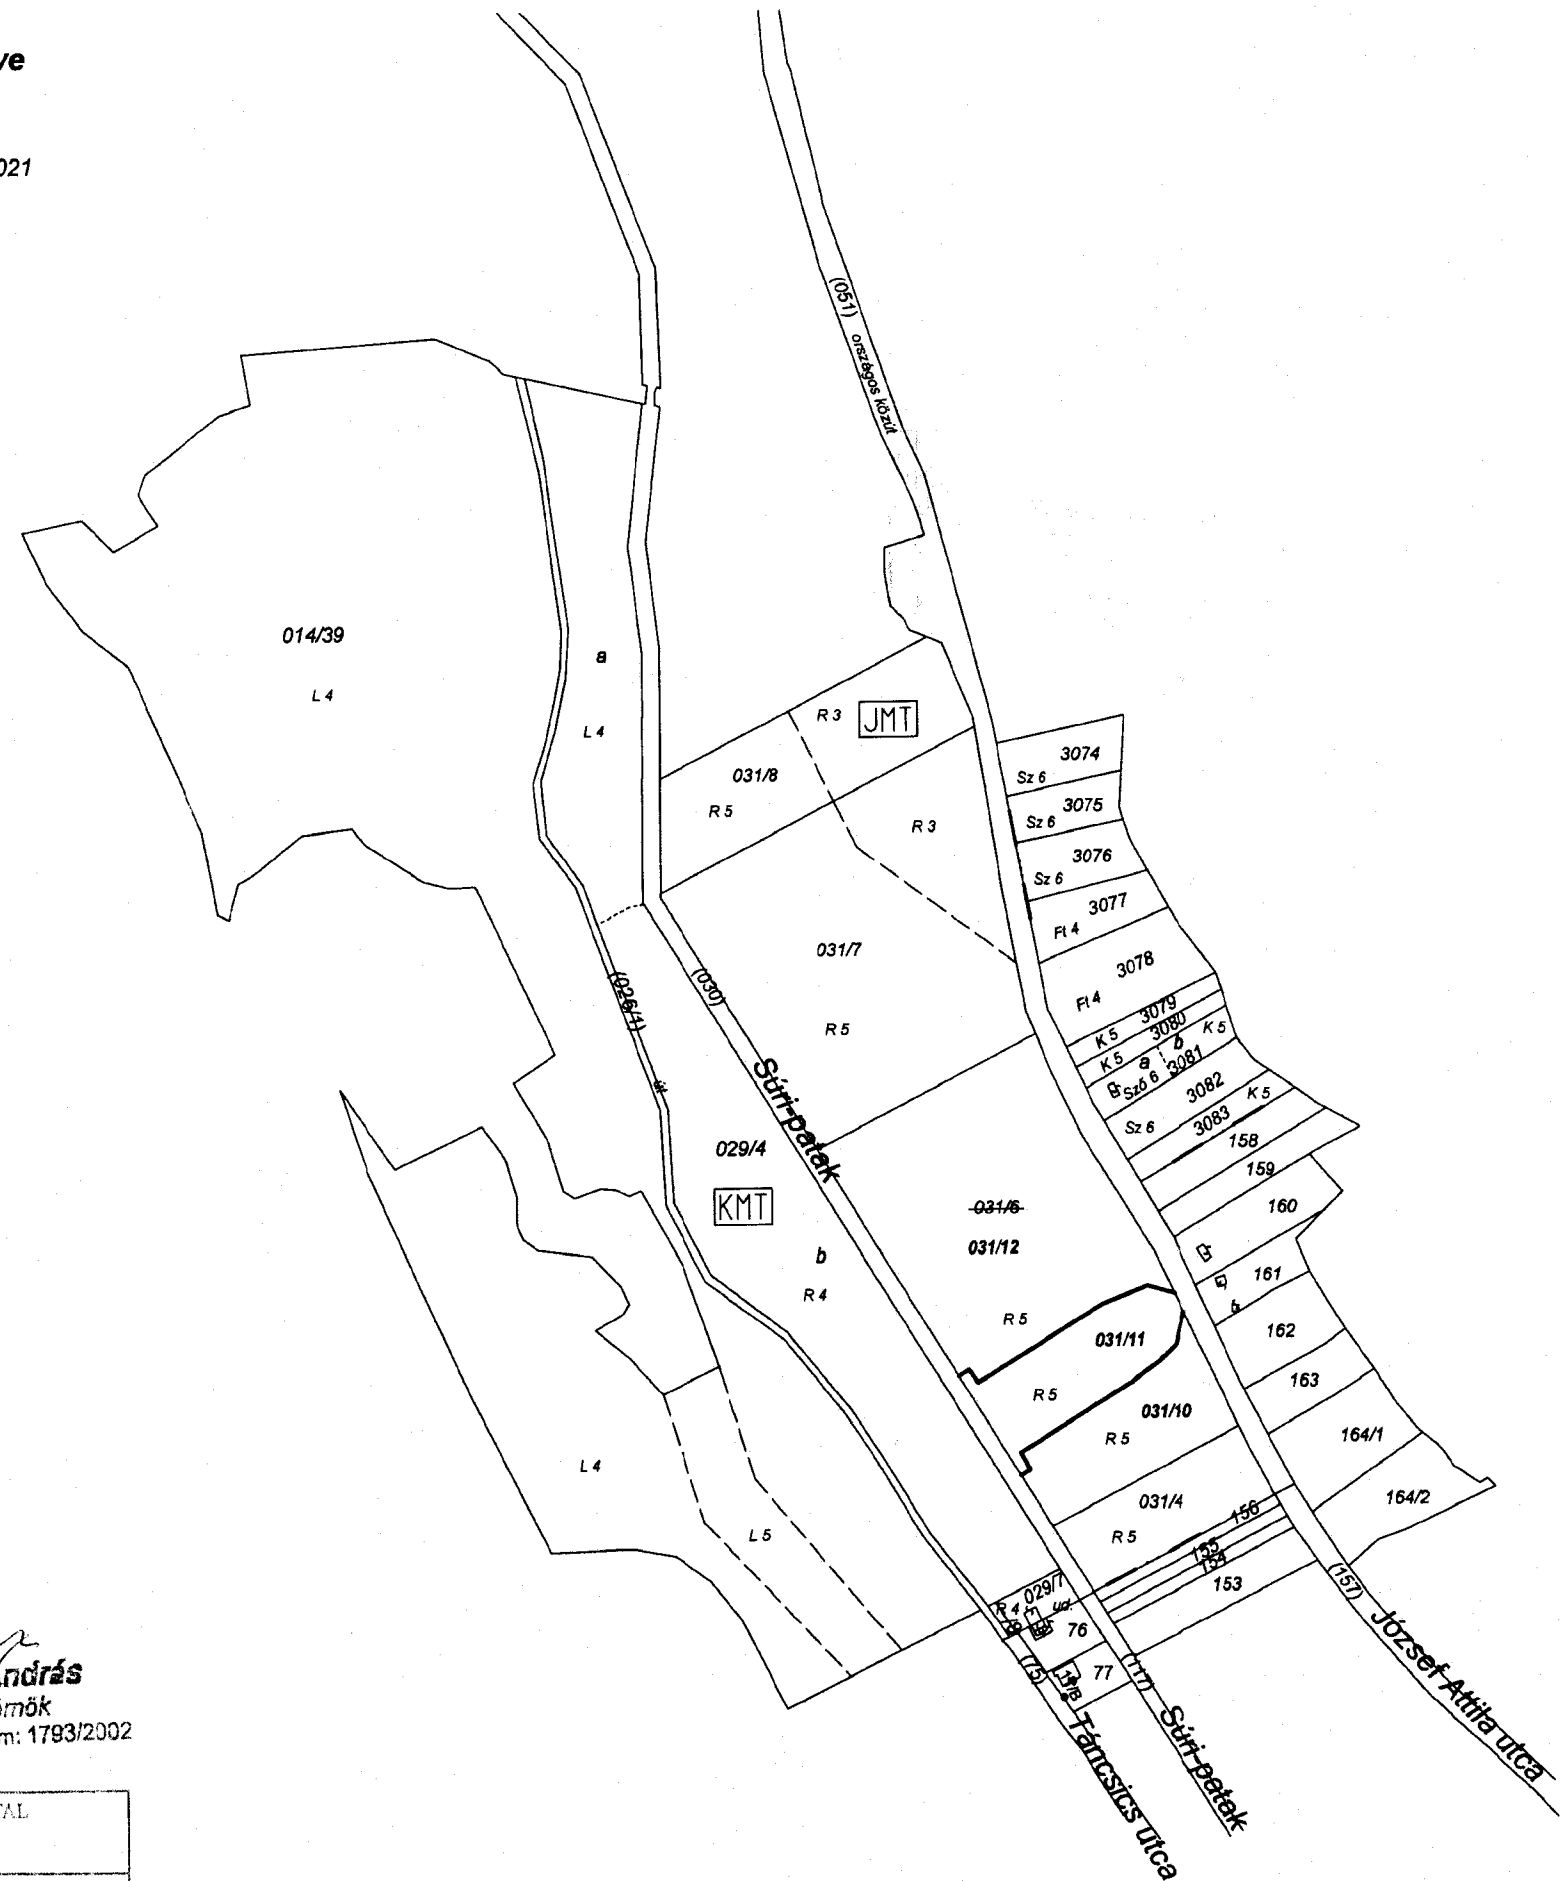 ve
021
(051) országos közút
014/39
L 4
a
L 4
R 3
JMT
031/8
R 5
R 3
3074
Sz 6
3075
Sz 6
3076
Sz 6
3077
Ft 4
3078
Ft 4
031/7
R 5
(026/1)
út
(030)
Súri-patak
3079
K 5
3080
K 5
b
K 5
a
3081
Sző 6
3082
Sz 6
K 5
3083
158
159
160
161
162
163
164/1
164/2
029/4
KMT
b
R 4
031/6
031/12
R 5
031/11
R 5
031/10
R 5
031/4
R 5
156
155
154
153
L 4
L 5
029/7
R 4
ud.
76
77
(75)
(117)
(157)
József Attila utca
Súri-patak
Táncsics utca
András
m: 1793/2002